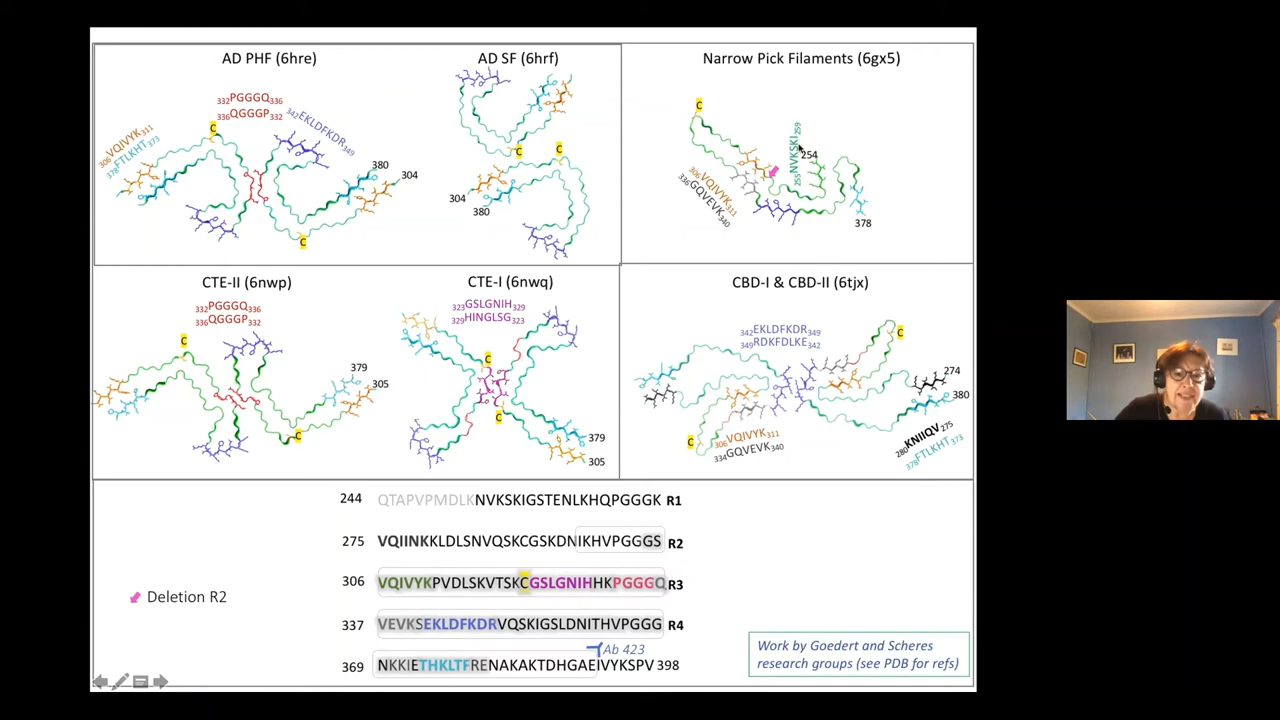 AD PHF (6hre)
332PGGGQ336
336QGGGP332
342EKLDFKDR349
306VQIVYK311
378FTLKHT373
C
380
304
C
AD SF (6hrf)
C
C
304
380
Narrow Pick Filaments (6gx5)
C
255NVKSKI259
254
306VQIVYK311
336GQVEVK340
378
CTE-II (6nwp)
332PGGGQ336
336QGGGP332
C
379
305
C
CTE-I (6nwq)
323GSLGNIH329
329HINGLSG323
C
C
379
305
CBD-I & CBD-II (6tjx)
342EKLDFKDR349
349RDKFDLKE342
C
274
380
C
306VQIVYK311
334GQVEVK340
280KNIIQV275
378FTLKHT373
244 QTAPVPMDLKNVKSKIGSTENLKHQPGGGK R1
275 VQIINKKLDLSNVQSKCGSKDNIKHVPGGGS R2
306 VQIVYKPVDLSKVTSKCGSLGNIHHKPGGGQ R3
337 VEVKSEKLDFKDRVQSKIGSLDNITHVPGGG R4
369 NKKIETHKLTFRENAKAKTDHGAEIVYKSPV 398
Ab 423
Deletion R2
Work by Goedert and Scheres
research groups (see PDB for refs)